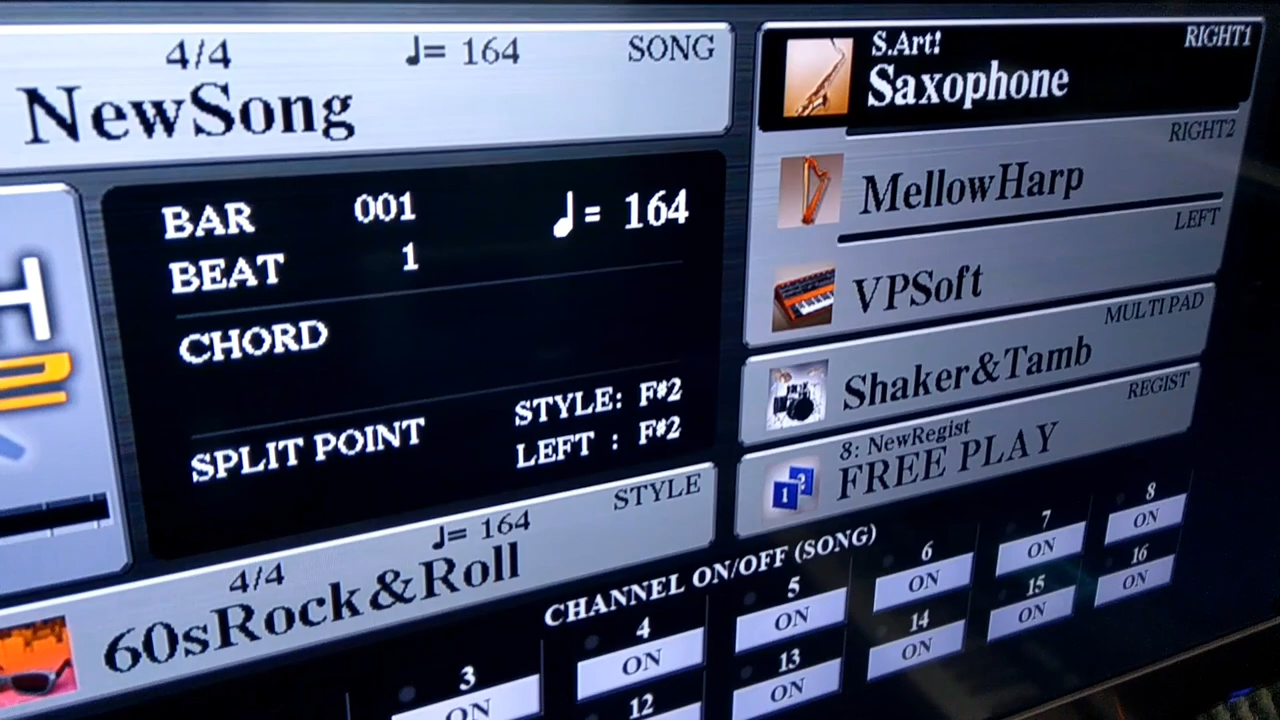 4/4 ♩= 164 SONG
NewSong
BAR 001 ♩= 164
BEAT 1
CHORD
SPLIT POINT STYLE: F#2
LEFT : F#2
4/4 ♩= 164 STYLE
60sRock&Roll
RIGHT1
S.Art!
Saxophone
RIGHT2
MellowHarp
LEFT
VPSoft
MULTI PAD
Shaker&Tamb
REGIST
8: NewRegist
FREE PLAY
1 2
CHANNEL ON/OFF (SONG)
3 4 5 6 7 8
ON ON ON ON ON ON
12 13 14 15 16
ON ON ON ON